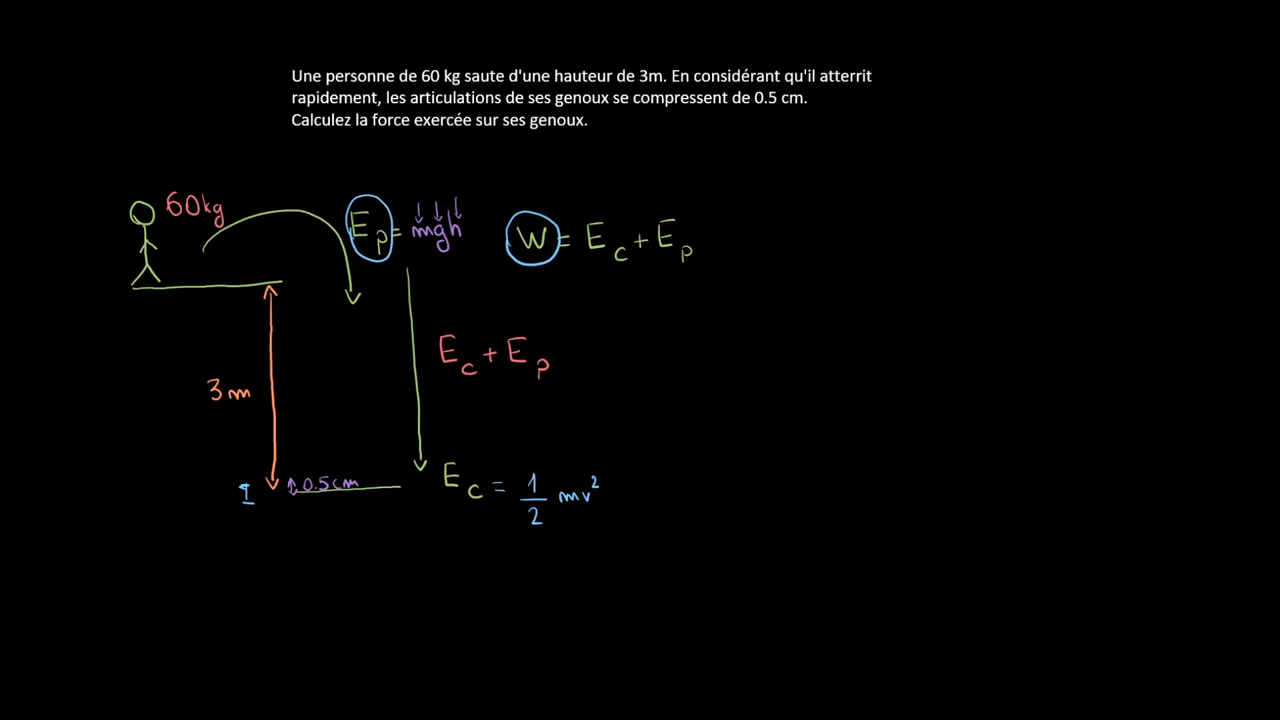 Une personne de 60 kg saute d'une hauteur de 3m. En considérant qu'il atterrit
rapidement, les articulations de ses genoux se compressent de 0.5 cm.
Calculez la force exercée sur ses genoux.
60kg
Ep = mgh
W = Ec + Ep
Ec + Ep
3m
0.5cm
Ec = 1/2 mv²